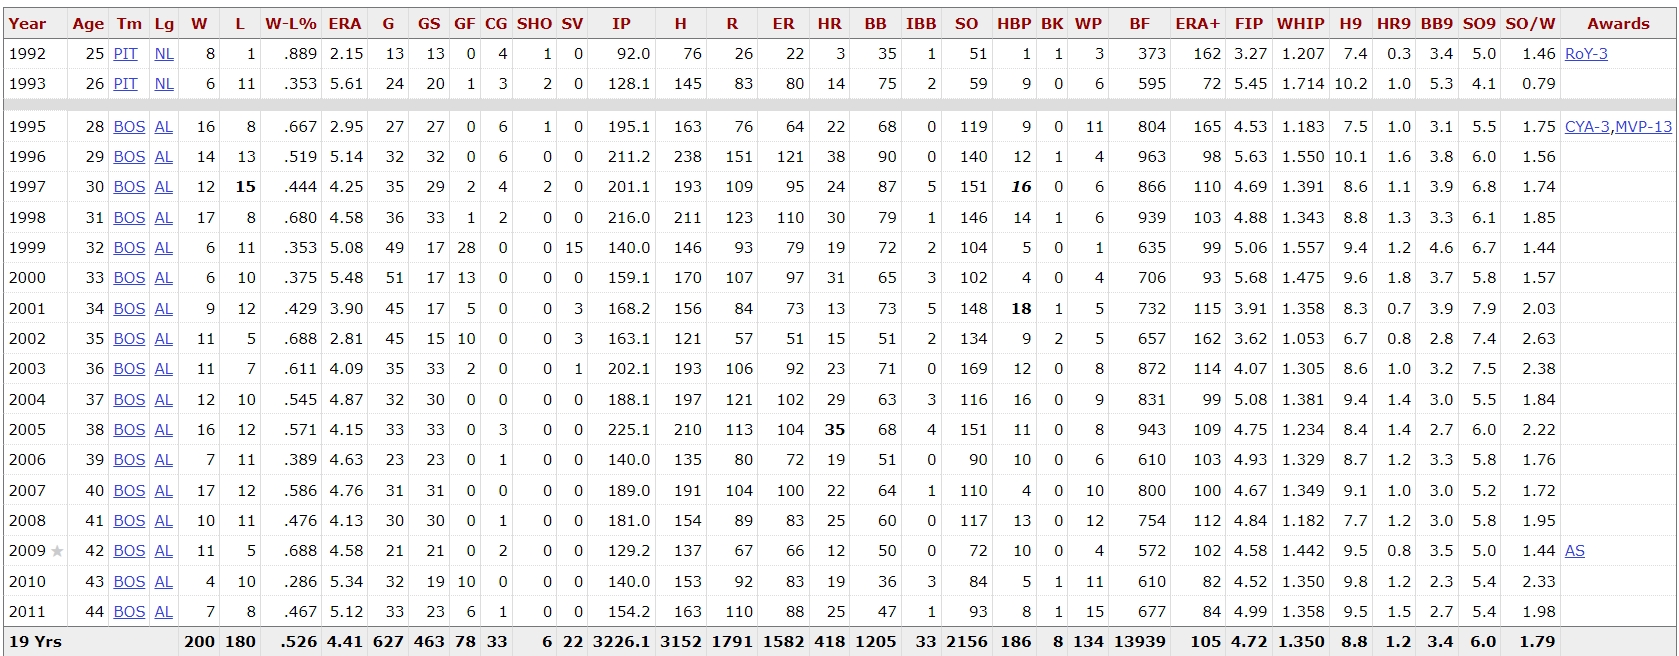 Year Age Tm Lg W L W-L% ERA G GS GF CG SHO SV IP H R ER HR BB IBB SO HBP BK WP BF ERA+ FIP WHIP H9 HR9 BB9 SO9 SO/W Awards
1992 25 PIT NL 8 1 .889 2.15 13 13 0 4 1 0 92.0 76 26 22 3 35 1 51 1 1 3 373 162 3.27 1.207 7.4 0.3 3.4 5.0 1.46 RoY-3
1993 26 PIT NL 6 11 .353 5.61 24 20 1 3 2 0 128.1 145 83 80 14 75 2 59 9 0 6 595 72 5.45 1.714 10.2 1.0 5.3 4.1 0.79
1995 28 BOS AL 16 8 .667 2.95 27 27 0 6 1 0 195.1 163 76 64 22 68 0 119 9 0 11 804 165 4.53 1.183 7.5 1.0 3.1 5.5 1.75 CYA-3,MVP-13
1996 29 BOS AL 14 13 .519 5.14 32 32 0 6 0 0 211.2 238 151 121 38 90 0 140 12 1 4 963 98 5.63 1.550 10.1 1.6 3.8 6.0 1.56
1997 30 BOS AL 12 15 .444 4.25 35 29 2 4 2 0 201.1 193 109 95 24 87 5 151 16 0 6 866 110 4.69 1.391 8.6 1.1 3.9 6.8 1.74
1998 31 BOS AL 17 8 .680 4.58 36 33 1 2 0 0 216.0 211 123 110 30 79 1 146 14 1 6 939 103 4.88 1.343 8.8 1.3 3.3 6.1 1.85
1999 32 BOS AL 6 11 .353 5.08 49 17 28 0 0 15 140.0 146 93 79 19 72 2 104 5 0 1 635 99 5.06 1.557 9.4 1.2 4.6 6.7 1.44
2000 33 BOS AL 6 10 .375 5.48 51 17 13 0 0 0 159.1 170 107 97 31 65 3 102 4 0 4 706 93 5.68 1.475 9.6 1.8 3.7 5.8 1.57
2001 34 BOS AL 9 12 .429 3.90 45 17 5 0 0 3 168.2 156 84 73 13 73 5 148 18 1 5 732 115 3.91 1.358 8.3 0.7 3.9 7.9 2.03
2002 35 BOS AL 11 5 .688 2.81 45 15 10 0 0 3 163.1 121 57 51 15 51 2 134 9 2 5 657 162 3.62 1.053 6.7 0.8 2.8 7.4 2.63
2003 36 BOS AL 11 7 .611 4.09 35 33 2 0 0 1 202.1 193 106 92 23 71 0 169 12 0 8 872 114 4.07 1.305 8.6 1.0 3.2 7.5 2.38
2004 37 BOS AL 12 10 .545 4.87 32 30 0 0 0 0 188.1 197 121 102 29 63 3 116 16 0 9 831 99 5.08 1.381 9.4 1.4 3.0 5.5 1.84
2005 38 BOS AL 16 12 .571 4.15 33 33 0 3 0 0 225.1 210 113 104 35 68 4 151 11 0 8 943 109 4.75 1.234 8.4 1.4 2.7 6.0 2.22
2006 39 BOS AL 7 11 .389 4.63 23 23 0 1 0 0 140.0 135 80 72 19 51 0 90 10 0 6 610 103 4.93 1.329 8.7 1.2 3.3 5.8 1.76
2007 40 BOS AL 17 12 .586 4.76 31 31 0 0 0 0 189.0 191 104 100 22 64 1 110 4 0 10 800 100 4.67 1.349 9.1 1.0 3.0 5.2 1.72
2008 41 BOS AL 10 11 .476 4.13 30 30 0 1 0 0 181.0 154 89 83 25 60 0 117 13 0 12 754 112 4.84 1.182 7.7 1.2 3.0 5.8 1.95
2009 ★ 42 BOS AL 11 5 .688 4.58 21 21 0 2 0 0 129.2 137 67 66 12 50 0 72 10 0 4 572 102 4.58 1.442 9.5 0.8 3.5 5.0 1.44 AS
2010 43 BOS AL 4 10 .286 5.34 32 19 10 0 0 0 140.0 153 92 83 19 36 3 84 5 1 11 610 82 4.52 1.350 9.8 1.2 2.3 5.4 2.33
2011 44 BOS AL 7 8 .467 5.12 33 23 6 1 0 0 154.2 163 110 88 25 47 1 93 8 1 15 677 84 4.99 1.358 9.5 1.5 2.7 5.4 1.98
19 Yrs 200 180 .526 4.41 627 463 78 33 6 22 3226.1 3152 1791 1582 418 1205 33 2156 186 8 134 13939 105 4.72 1.350 8.8 1.2 3.4 6.0 1.79